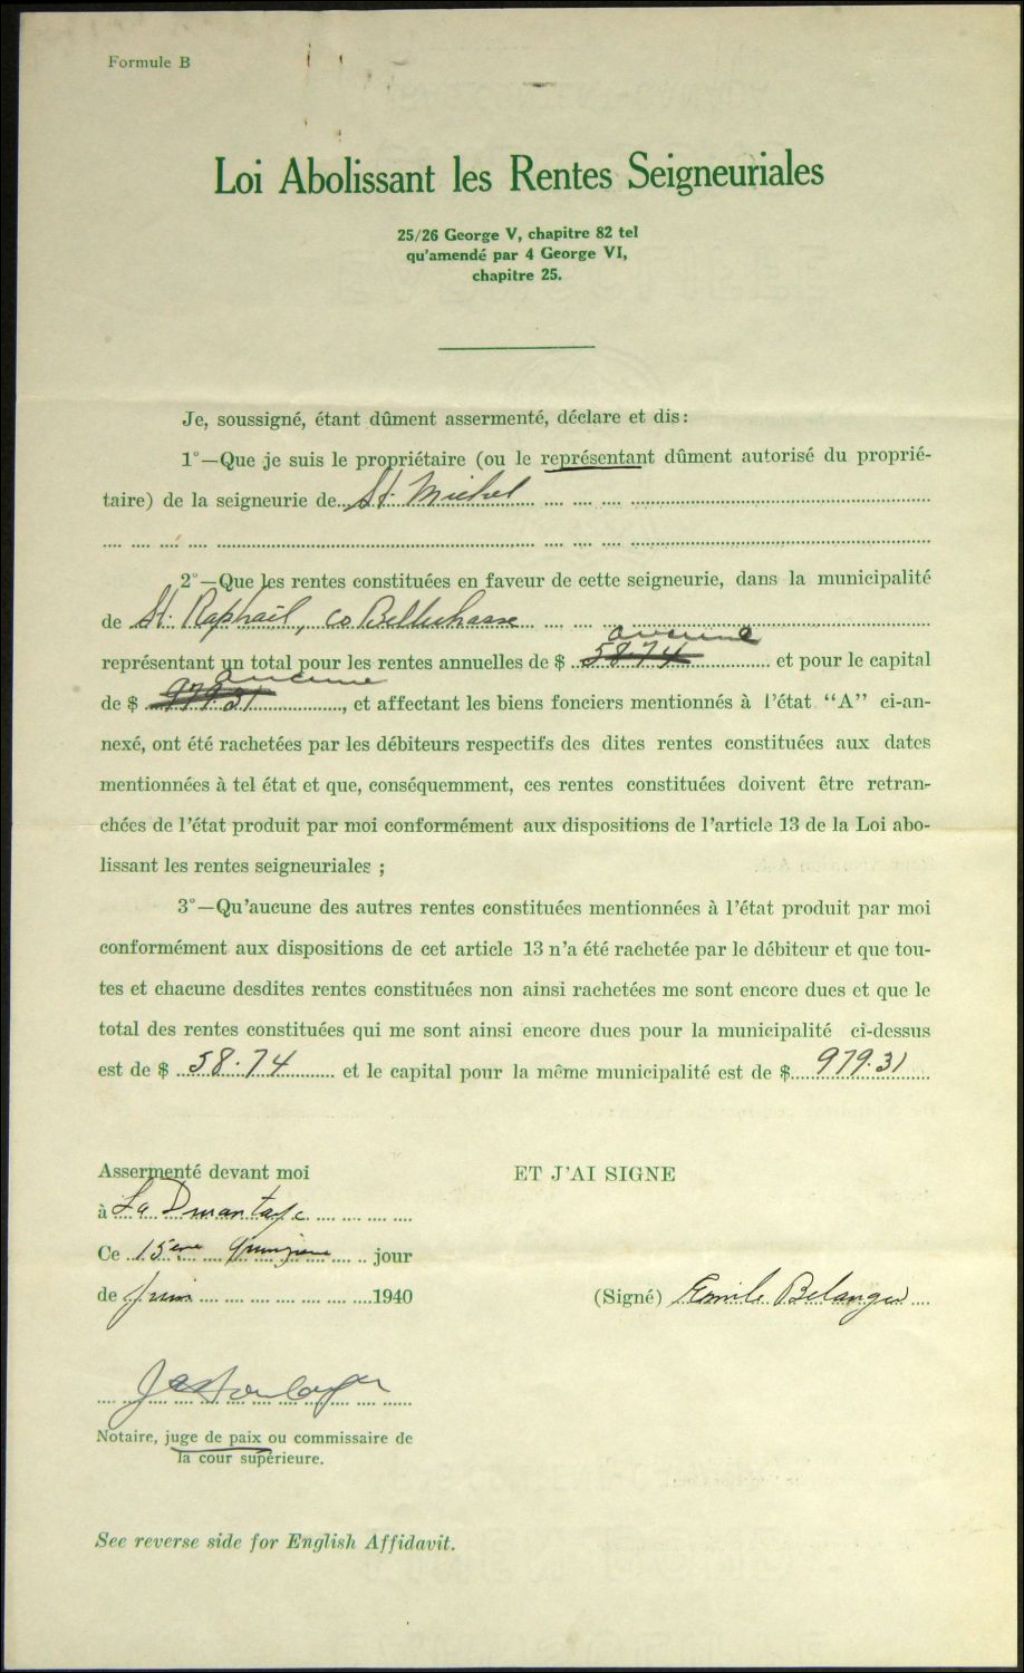 Formule B
Loi Abolissant les Rentes Seigneuriales
25/26 George V, chapitre 82 tel
qu'amendé par 4 George VI,
chapitre 25.
Je, soussigné, étant dûment assermenté, déclare et dis:
1°—Que je suis le propriétaire (ou le représentant dûment autorisé du proprié-
taire) de la seigneurie de St. Michel
2°—Que les rentes constituées en faveur de cette seigneurie, dans la municipalité
de St. Raphaël, co Bellechasse
aucune
représentant un total pour les rentes annuelles de $ 58.74 et pour le capital
aucune
de $ 979.31, et affectant les biens fonciers mentionnés à l'état "A" ci-an-
nexé, ont été rachetées par les débiteurs respectifs des dites rentes constituées aux dates
mentionnées à tel état et que, conséquemment, ces rentes constituées doivent être retran-
chées de l'état produit par moi conformément aux dispositions de l'article 13 de la Loi abo-
lissant les rentes seigneuriales ;
3°—Qu'aucune des autres rentes constituées mentionnées à l'état produit par moi
conformément aux dispositions de cet article 13 n'a été rachetée par le débiteur et que tou-
tes et chacune desdites rentes constituées non ainsi rachetées me sont encore dues et que le
total des rentes constituées qui me sont ainsi encore dues pour la municipalité ci-dessus
est de $ 58.74 et le capital pour la même municipalité est de $ 979.31
Assermenté devant moi
à La Durantaye
Ce 15ème jour
de juin 1940
ET J'AI SIGNE
(Signé) Emile Belanger
Notaire, juge de paix ou commissaire de
la cour supérieure.
See reverse side for English Affidavit.